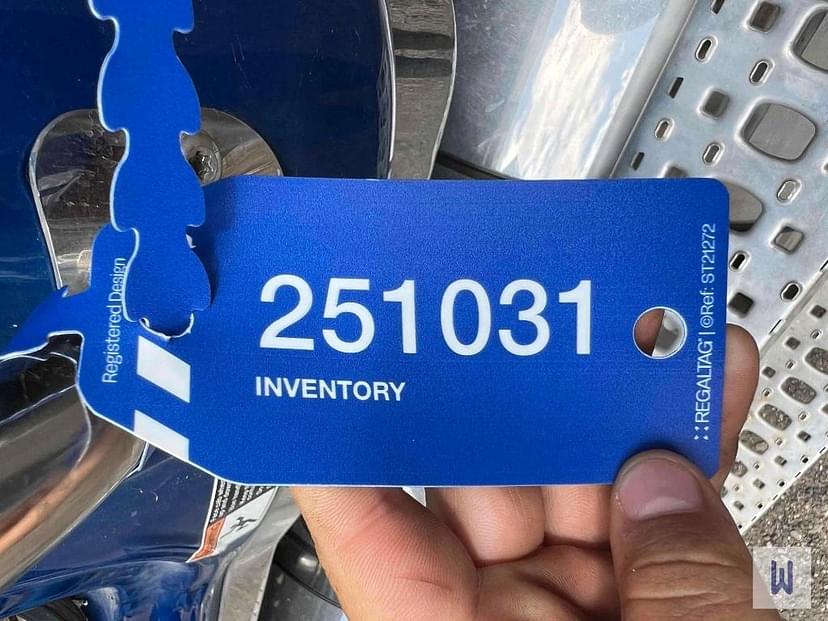 251031
INVENTORY
Registered Design
REGALTAG | ©Ref: ST21272
W